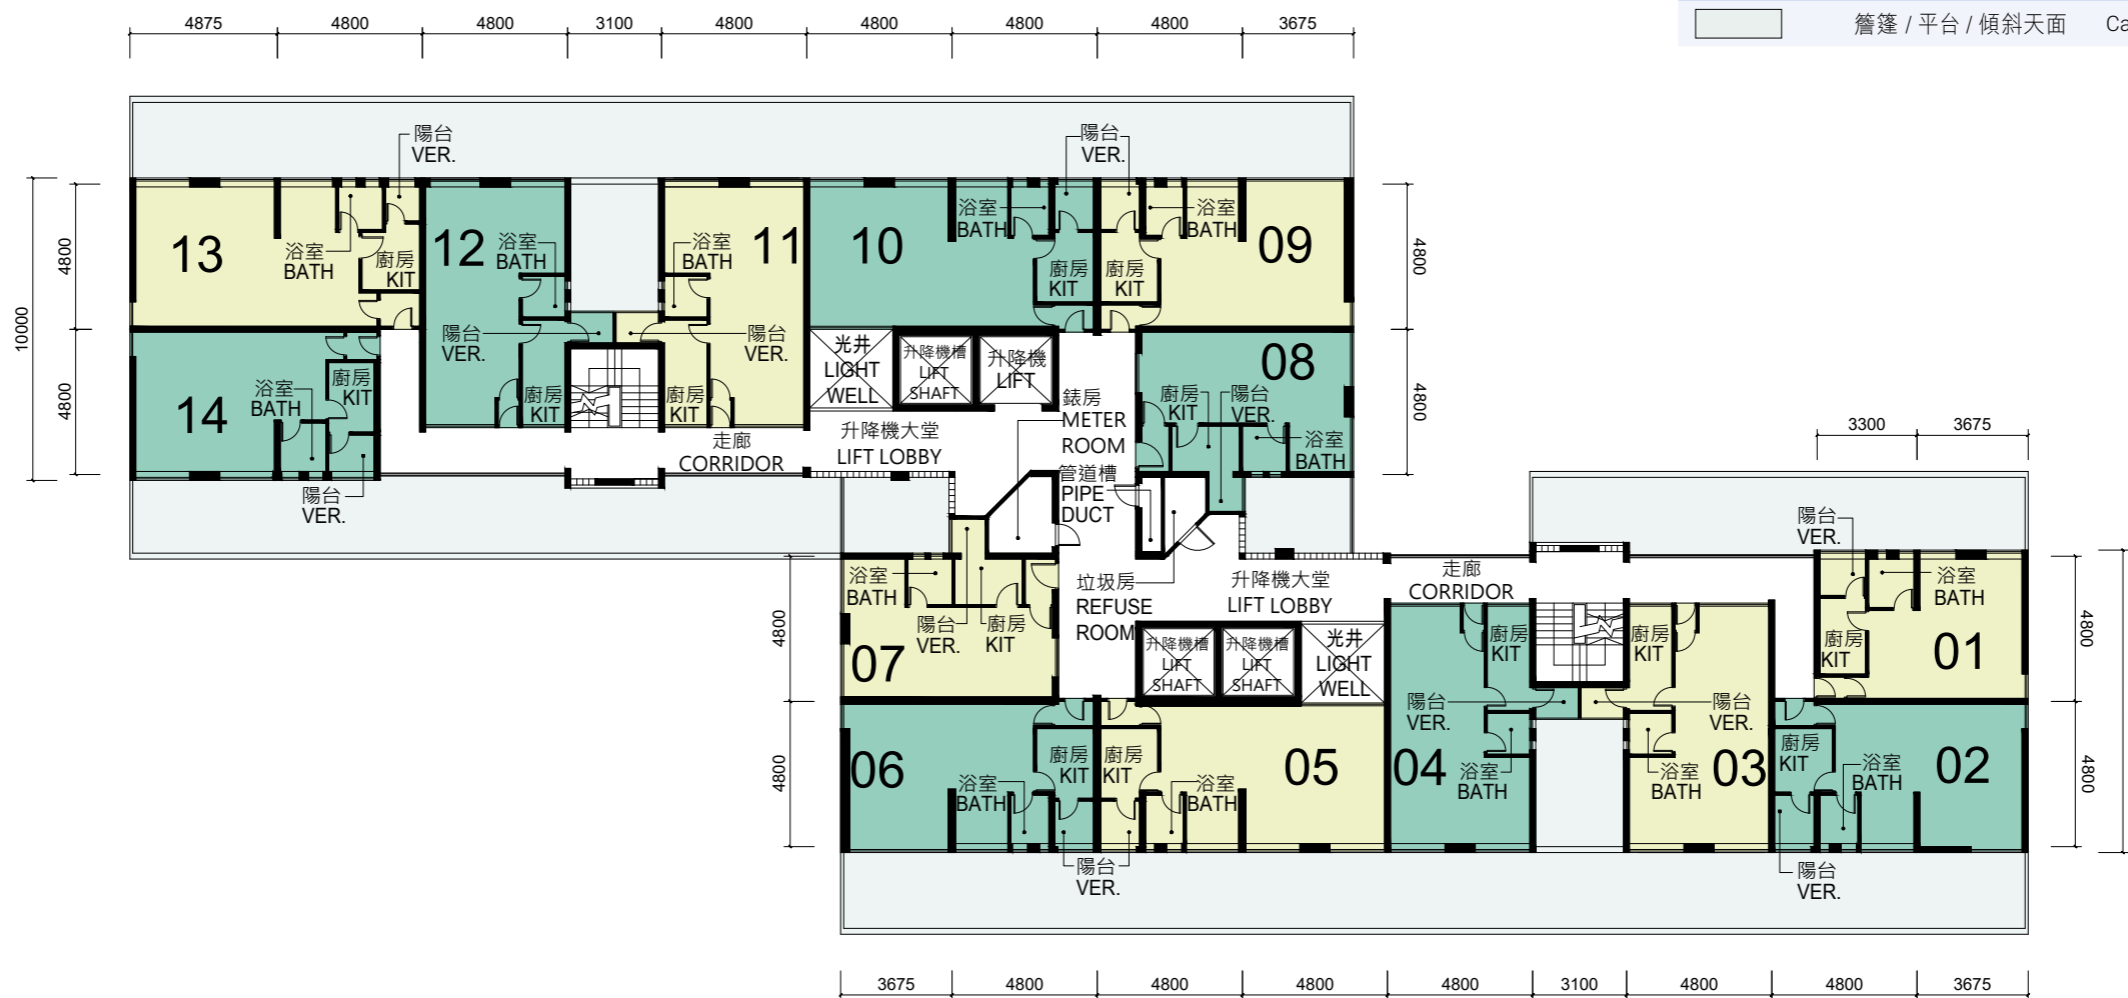 4875
4800
4800
3100
4800
4800
4800
4800
3675
簷篷 / 平台 / 傾斜天面
Ca
陽台
VER.
陽台
VER.
13
浴室
BATH
廚房
KIT
12
浴室
BATH
陽台
VER.
廚房
KIT
浴室
BATH
11
陽台
VER.
廚房
KIT
10
浴室
BATH
廚房
KIT
浴室
BATH
廚房
KIT
09
10000
4800
4800
4800
4800
14
浴室
BATH
廚房
KIT
陽台
VER.
光井
LIGHT
WELL
升降機槽
LIFT
SHAFT
升降機
LIFT
08
廚房
KIT
陽台
VER.
浴室
BATH
錶房
METER
ROOM
走廊
CORRIDOR
升降機大堂
LIFT LOBBY
管道槽
PIPE
DUCT
3300
3675
陽台
VER.
浴室
BATH
廚房
KIT
01
浴室
BATH
陽台
VER.
廚房
KIT
07
垃圾房
REFUSE
ROOM
升降機大堂
LIFT LOBBY
走廊
CORRIDOR
升降機槽
LIFT
SHAFT
升降機槽
LIFT
SHAFT
光井
LIGHT
WELL
廚房
KIT
陽台
VER.
04
浴室
BATH
廚房
KIT
陽台
VER.
浴室
BATH
03
4800
4800
4800
4800
06
浴室
BATH
廚房
KIT
廚房
KIT
浴室
BATH
05
陽台
VER.
廚房
KIT
浴室
BATH
02
陽台
VER.
3675
4800
4800
4800
4800
3100
4800
4800
3675